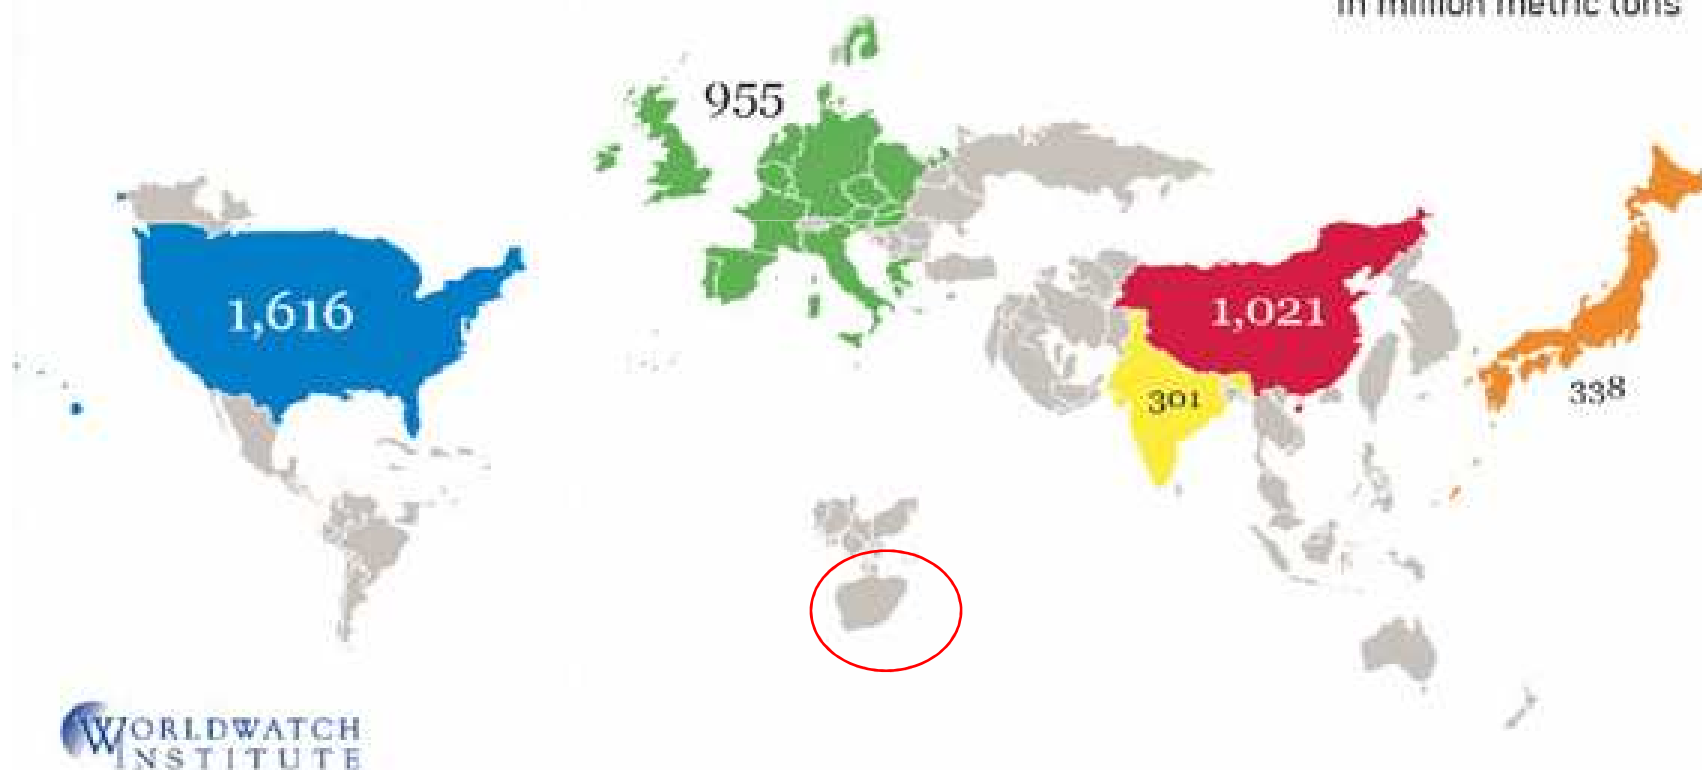 in million metric tons
955
1,616
1,021
301
338
WORLDWATCH
INSTITUTE